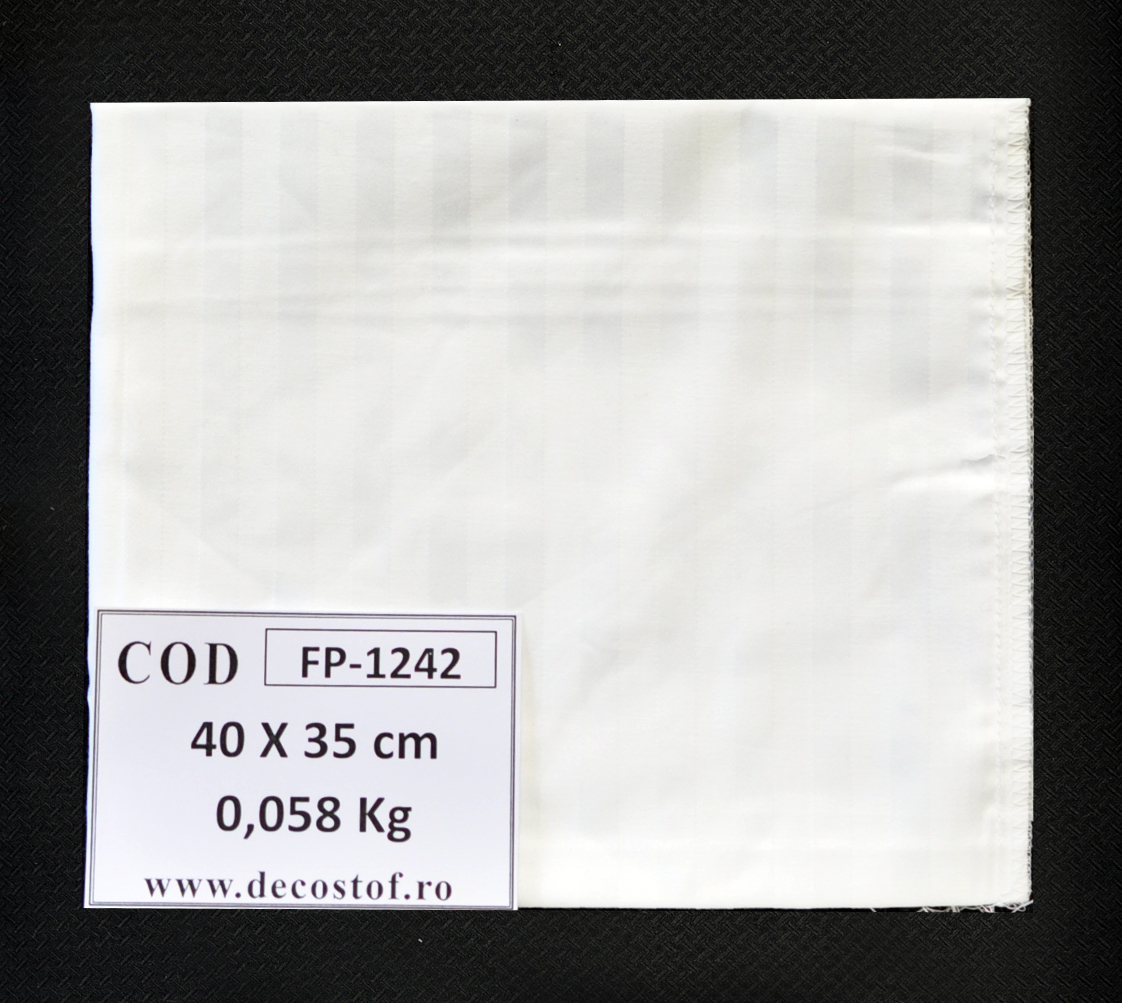 COD FP-1242
40 X 35 cm
0,058 Kg
www.decostof.ro